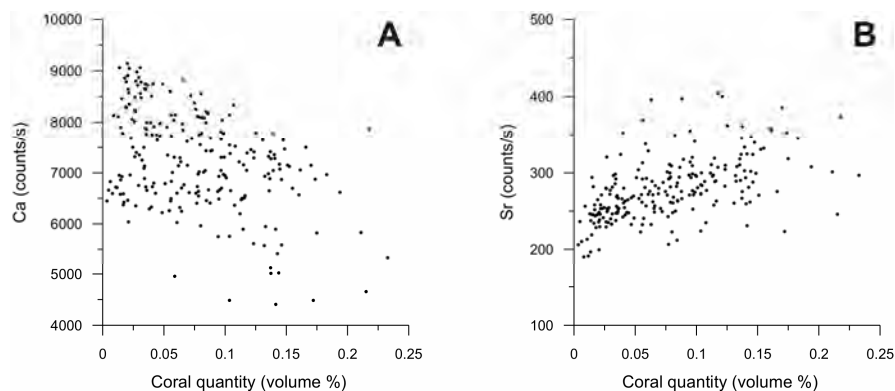 A
10000
9000
8000
7000
6000
5000
4000
Ca (counts/s)
0 0.05 0.1 0.15 0.2 0.25
Coral quantity (volume %)
B
500
400
300
200
100
Sr (counts/s)
0 0.05 0.1 0.15 0.2 0.25
Coral quantity (volume %)